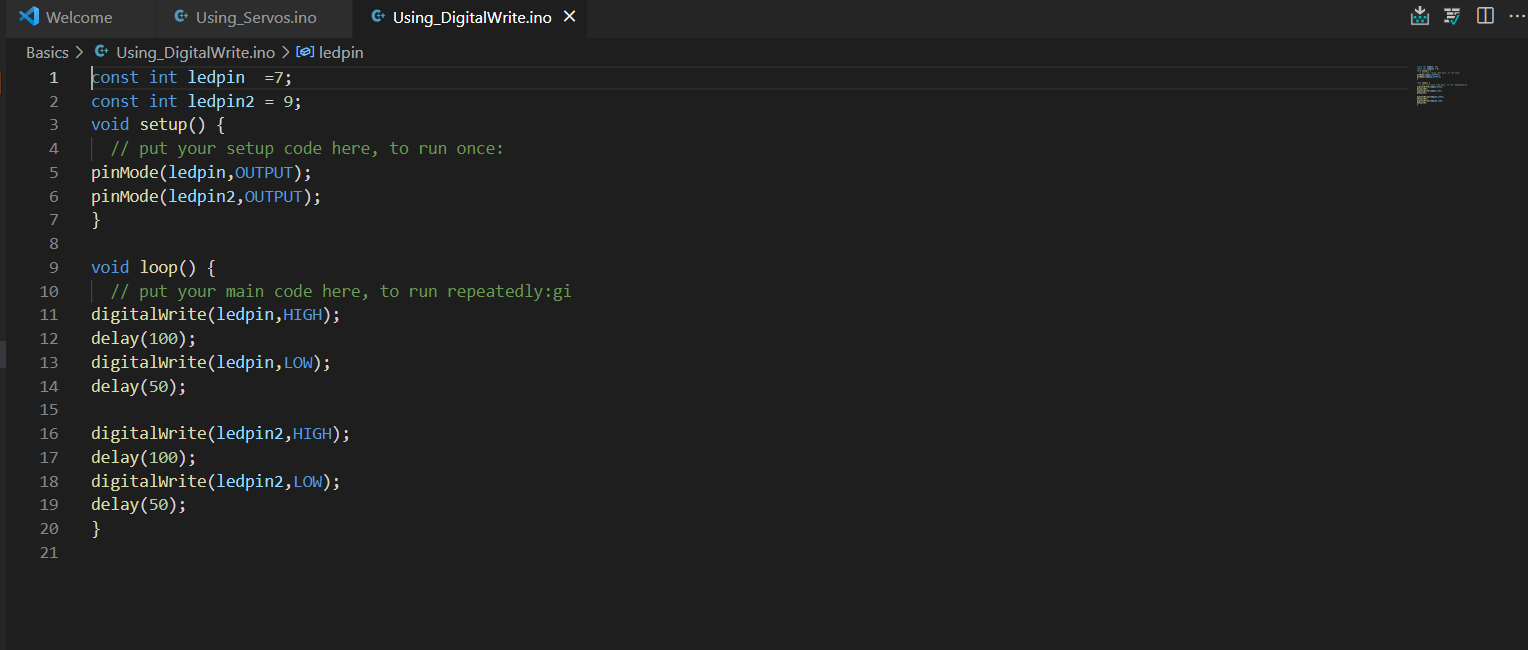 Welcome Using_Servos.ino Using_DigitalWrite.ino
Basics > Using_DigitalWrite.ino > ledpin
1 const int ledpin  =7;
2 const int ledpin2 = 9;
3 void setup() {
4   // put your setup code here, to run once:
5 pinMode(ledpin,OUTPUT);
6 pinMode(ledpin2,OUTPUT);
7 }
8
9 void loop() {
10   // put your main code here, to run repeatedly:gi
11 digitalWrite(ledpin,HIGH);
12 delay(100);
13 digitalWrite(ledpin,LOW);
14 delay(50);
15
16 digitalWrite(ledpin2,HIGH);
17 delay(100);
18 digitalWrite(ledpin2,LOW);
19 delay(50);
20 }
21